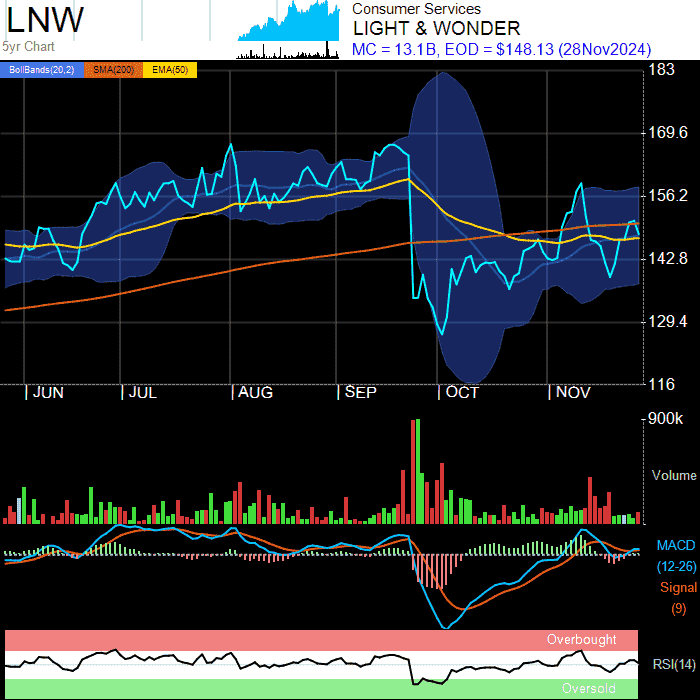 LNW
5yr Chart
Consumer Services
LIGHT & WONDER
MC = 13.1B, EOD = $148.13 (28Nov2024)
BollBands(20,2) SMA(200) EMA(50)
183
169.6
156.2
142.8
129.4
116
JUN JUL AUG SEP OCT NOV
900k
Volume
MACD
(12-26)
Signal
(9)
Overbought
RSI(14)
Oversold